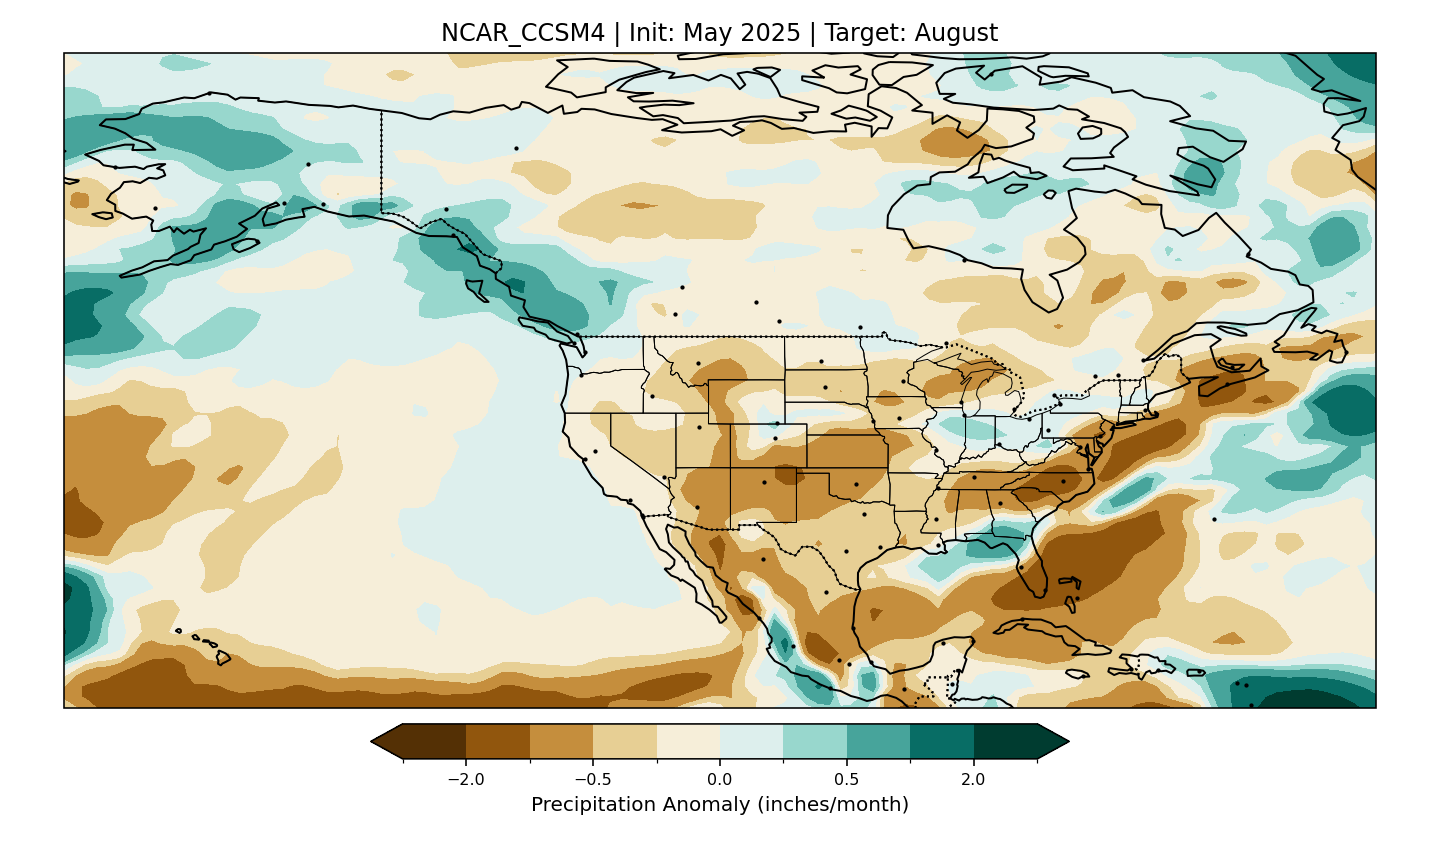 NCAR_CCSM4 | Init: May 2025 | Target: August
−2.0 −0.5 0.0 0.5 2.0
Precipitation Anomaly (inches/month)